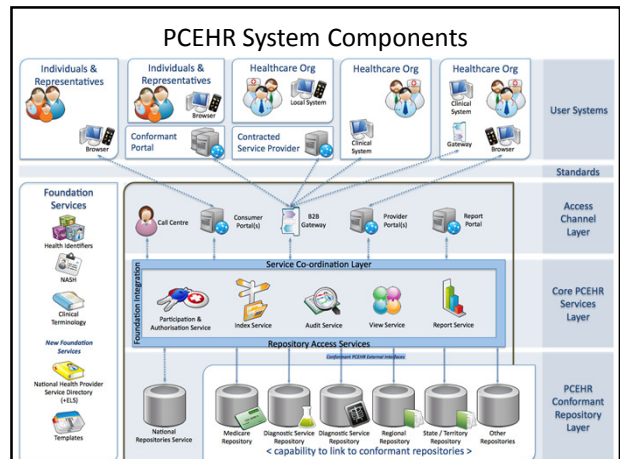 PCEHR System Components
Individuals &
Representatives
Browser
Individuals &
Representatives
Browser
Conformant
Portal
Healthcare Org
Local System
Contracted
Service Provider
Healthcare Org
Clinical
System
Healthcare Org
Clinical
System
Gateway
Browser
User Systems
Standards
Foundation
Services
Health Identifiers
NASH
Clinical
Terminology
New Foundation
Services
National Health Provider
Service Directory
(+ELS)
Templates
Call Centre
Consumer
Portal(s)
B2B
Gateway
Provider
Portal(s)
Report
Portal
Access
Channel
Layer
Foundation Integration
Service Co-ordination Layer
Participation &
Authorisation Service
Index Service
Audit Service
View Service
Report Service
Repository Access Services
Core PCEHR
Services
Layer
Conformant PCEHR External Interfaces
National
Repositories Service
Medicare
Repository
Diagnostic Service
Repository
Diagnostic Service
Repository
Regional
Repository
State / Territory
Repository
Other
Repositories
< capability to link to conformant repositories >
PCEHR
Conformant
Repository
Layer